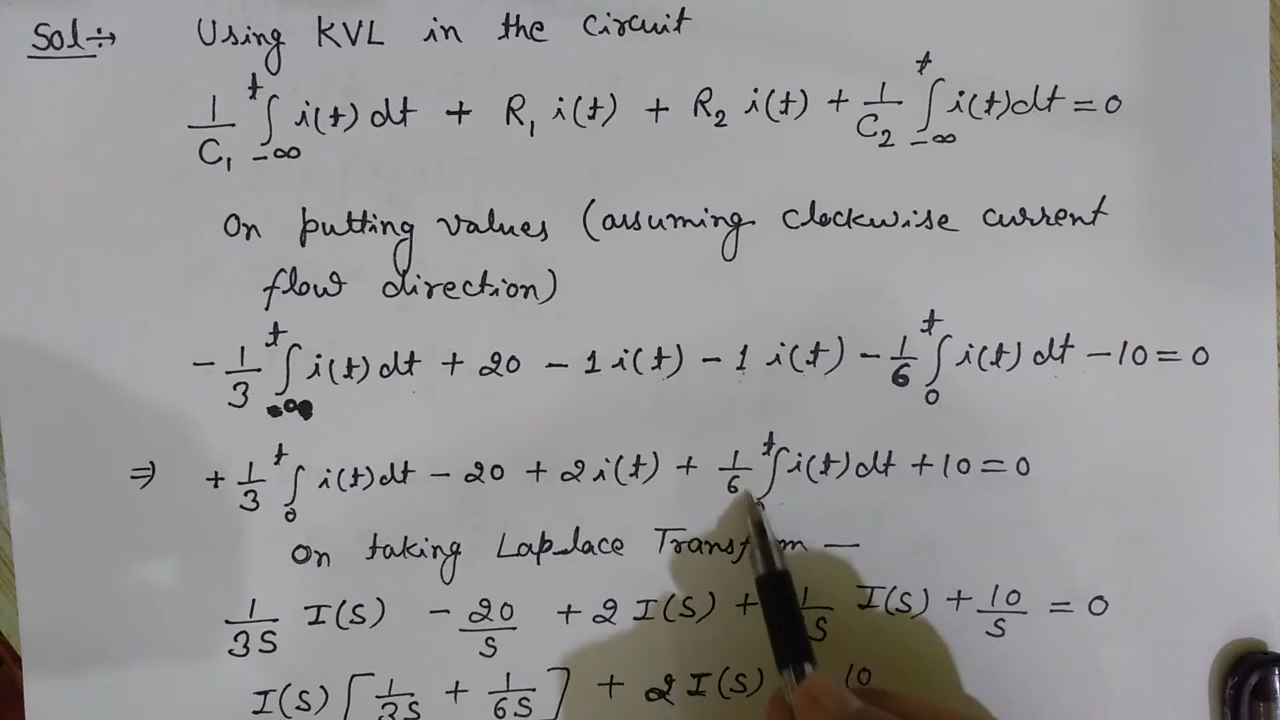 Sol÷→ Using KVL in the circuit
1/C₁ ∫_{-∞}^{t} i(t) dt + R₁ i(t) + R₂ i(t) + 1/C₂ ∫_{-∞}^{t} i(t)dt = 0
On putting values (assuming clockwise current
flow direction)
- 1/3 ∫^{t} i(t) dt + 20 - 1 i(t) - 1 i(t) - 1/6 ∫_{0}^{t} i(t) dt - 10 = 0
⇒ + 1/3 ∫_{0}^{t} i(t)dt - 20 + 2 i(t) + 1/6 ∫^{t} i(t)dt + 10 = 0
On taking Laplace —
1/3S I(S) - 20/S + 2 I(S) + I(S) + 10/S = 0
I(S) [ 1/3S + 1/6S ] + 2 I(S) 10